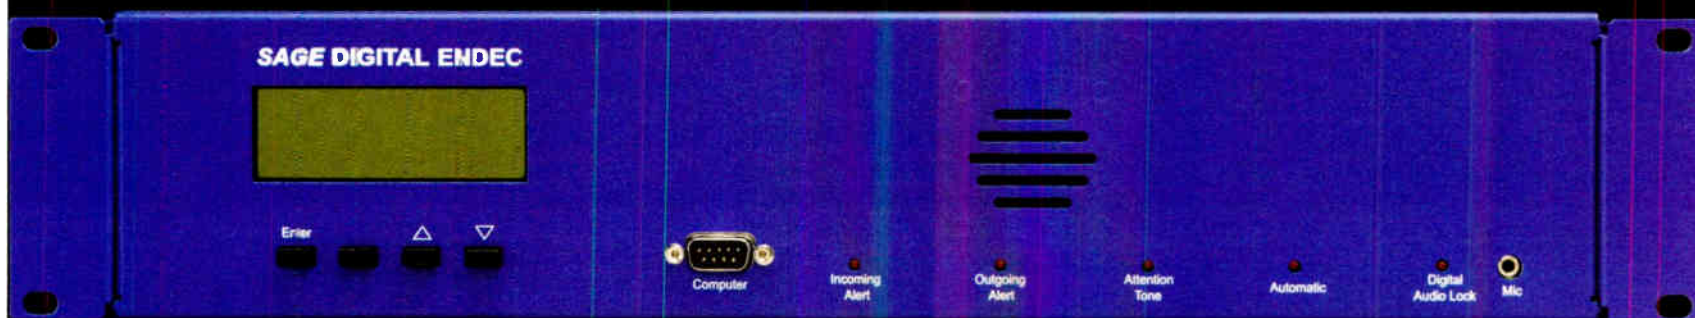 SAGE DIGITAL ENDEC
Enter
Computer
Incoming
Alert
Outgoing
Alert
Attention
Tone
Automatic
Digital
Audio Lock
Mic